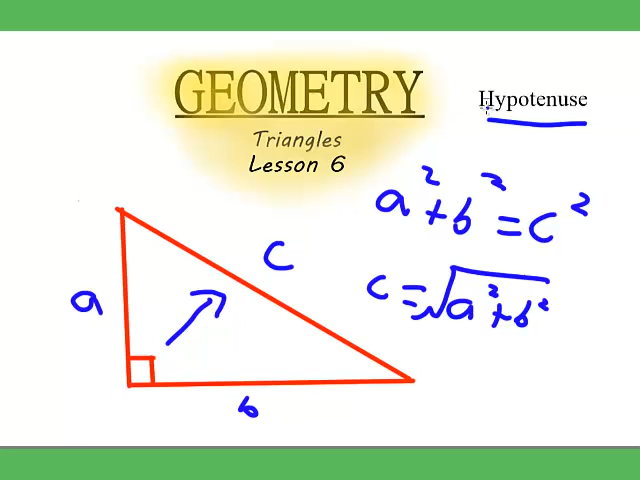 GEOMETRY
Triangles
Lesson 6
Hypotenuse
a² + b² = c²
c = √a² + b²
c
a
b